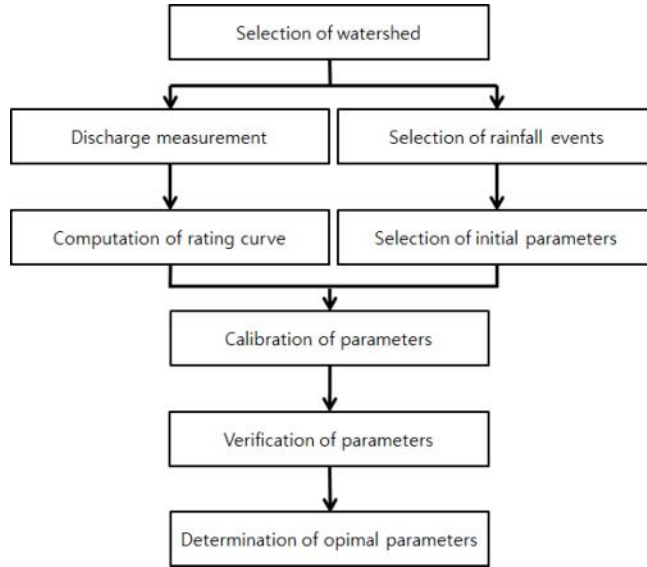 Selection of watershed
Discharge measurement
Selection of rainfall events
Computation of rating curve
Selection of initial parameters
Calibration of parameters
Verification of parameters
Determination of opimal parameters